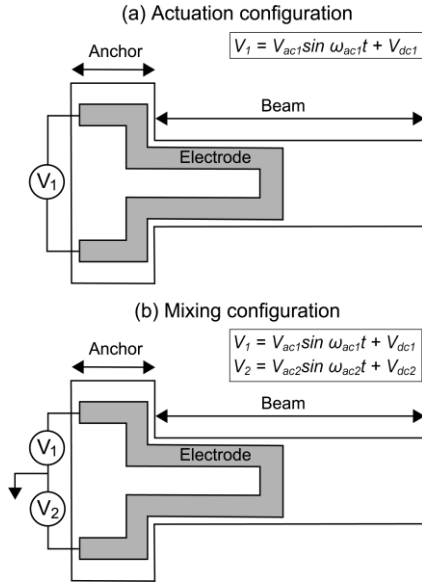 (a) Actuation configuration
Anchor
V₁ = Vac1sin ωac1t + Vdc1
Beam
Electrode
V₁
(b) Mixing configuration
Anchor
V₁ = Vac1sin ωac1t + Vdc1
V₂ = Vac2sin ωac2t + Vdc2
Beam
Electrode
V₁
V₂